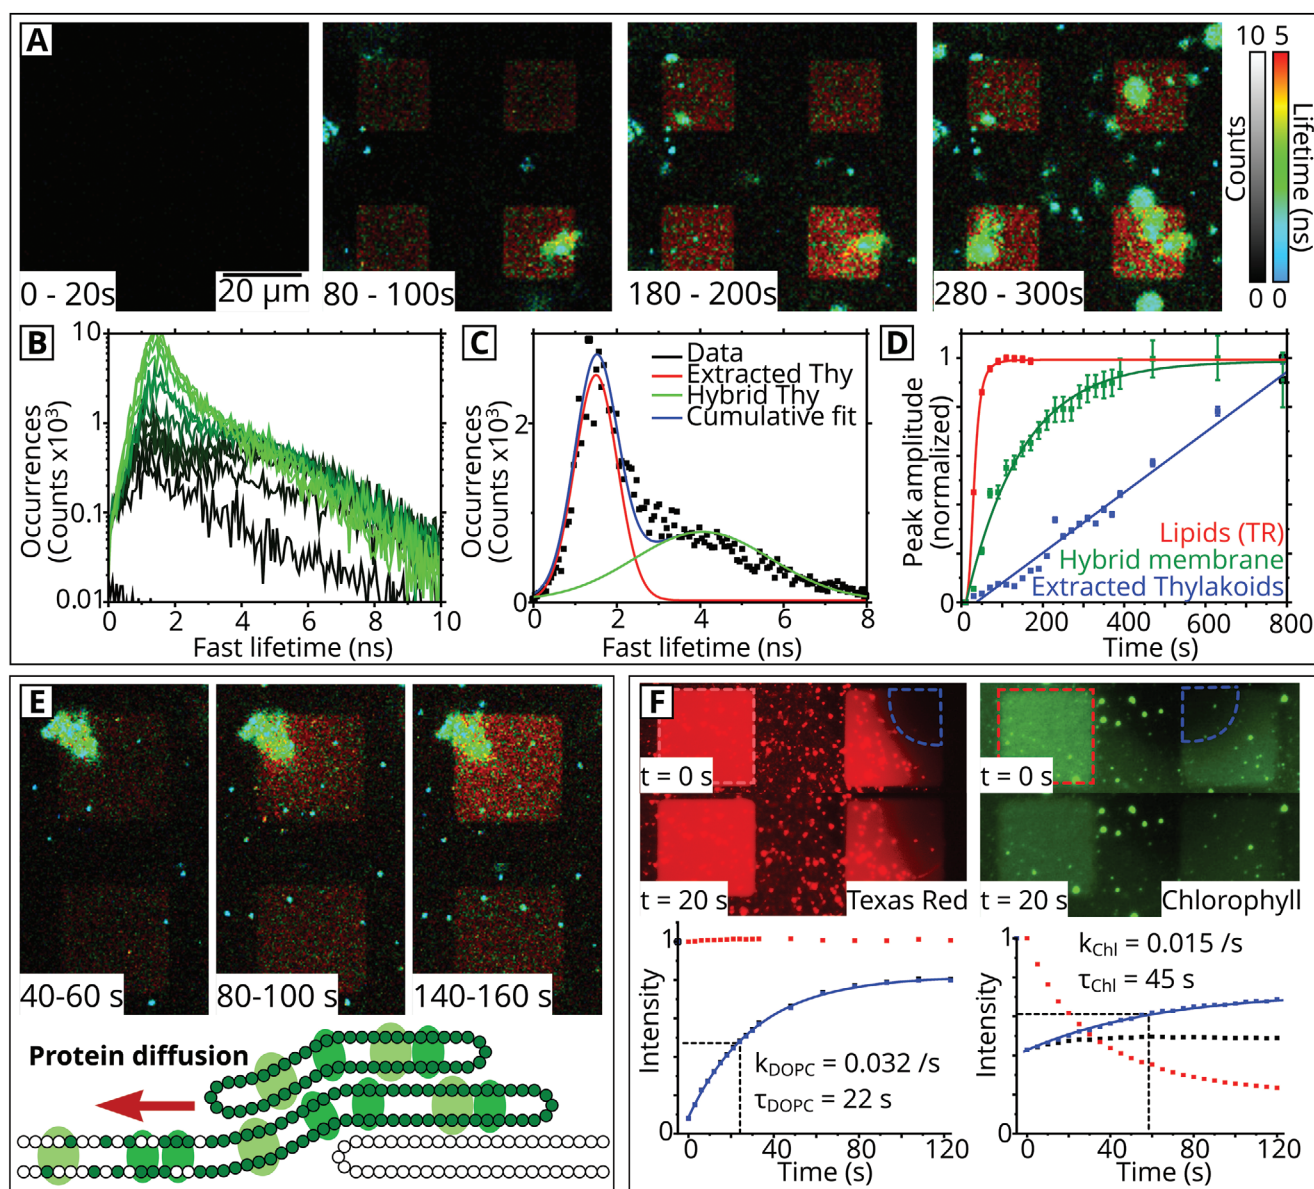 A
0 - 20s
20 μm
80 - 100s
180 - 200s
280 - 300s
10 5
Counts
Lifetime (ns)
0 0
B
10
1
0.1
0.01
Occurrences
(Counts x10³)
0 2 4 6 8 10
Fast lifetime (ns)
C
Data
Extracted Thy
Hybrid Thy
Cumulative fit
2
0
Occurrences
(Counts x10³)
0 2 4 6 8
Fast lifetime (ns)
D
1
0
Peak amplitude
(normalized)
Lipids (TR)
Hybrid membrane
Extracted Thylakoids
0 200 400 600 800
Time (s)
E
40-60 s
80-100 s
140-160 s
Protein diffusion
F
t = 0 s
t = 20 s
Texas Red
t = 0 s
t = 20 s
Chlorophyll
1
0
Intensity
kDOPC = 0.032 /s
τDOPC = 22 s
0 40 80 120
Time (s)
1
0
Intensity
kChl = 0.015 /s
τChl = 45 s
0 40 80 120
Time (s)